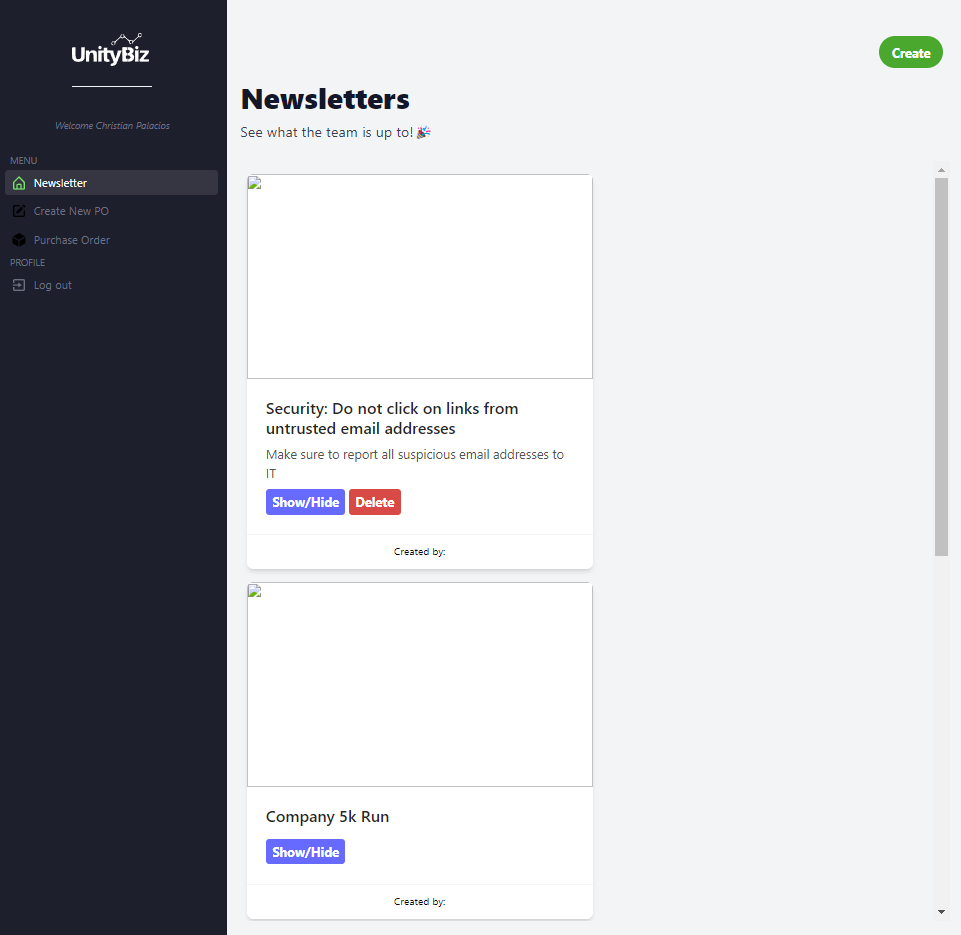 UnityBiz
Welcome Christian Palacios
MENU
Newsletter
Create New PO
Purchase Order
PROFILE
Log out
Create
Newsletters
See what the team is up to! 🎉
Security: Do not click on links from
untrusted email addresses
Make sure to report all suspicious email addresses to
IT
Show/Hide Delete
Created by:
Company 5k Run
Show/Hide
Created by: